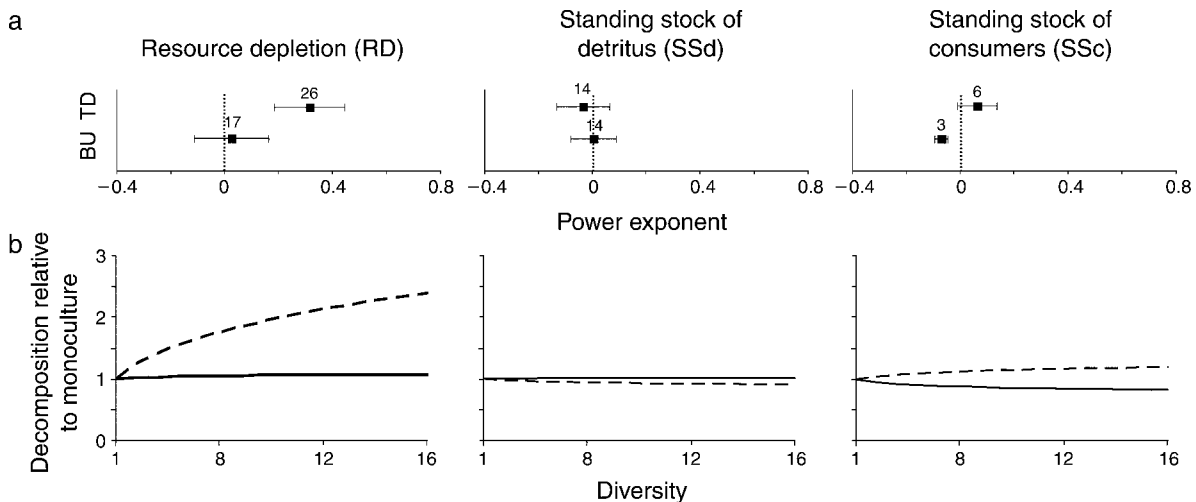 a
Resource depletion (RD)
Standing stock of
detritus (SSd)
Standing stock of
consumers (SSc)
TD
BU
26
17
14
14
6
3
−0.4 0 0.4 0.8
−0.4 0 0.4 0.8
−0.4 0 0.4 0.8
Power exponent
b
Decomposition relative
to monoculture
3
2
1
0
1 8 12 16
1 8 12 16
1 8 12 16
Diversity